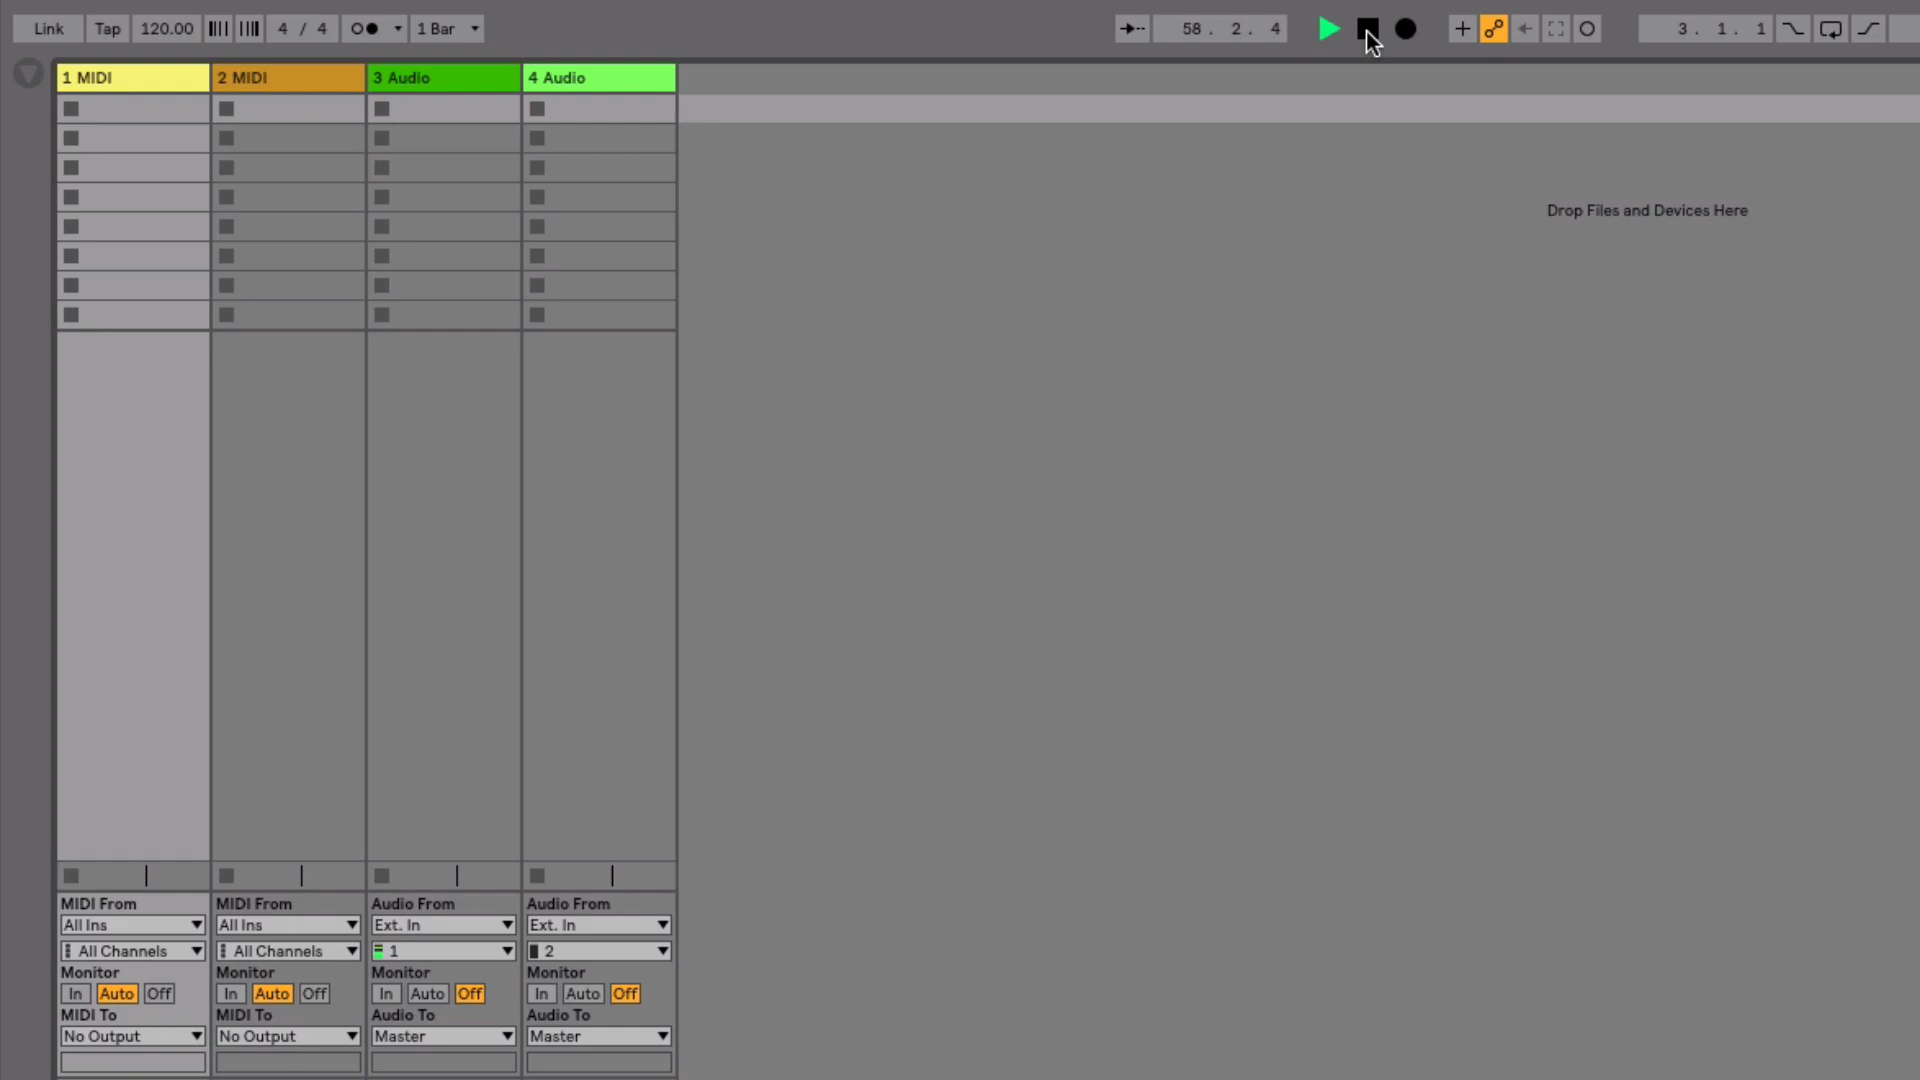 Link Tap 120.00 4 / 4 1 Bar 58 . 2 . 4 3 . 1 . 1
1 MIDI 2 MIDI 3 Audio 4 Audio
Drop Files and Devices Here
MIDI From MIDI From Audio From Audio From
All Ins All Ins Ext. In Ext. In
All Channels All Channels 1 2
Monitor Monitor Monitor Monitor
In Auto Off In Auto Off In Auto Off In Auto Off
MIDI To MIDI To Audio To Audio To
No Output No Output Master Master